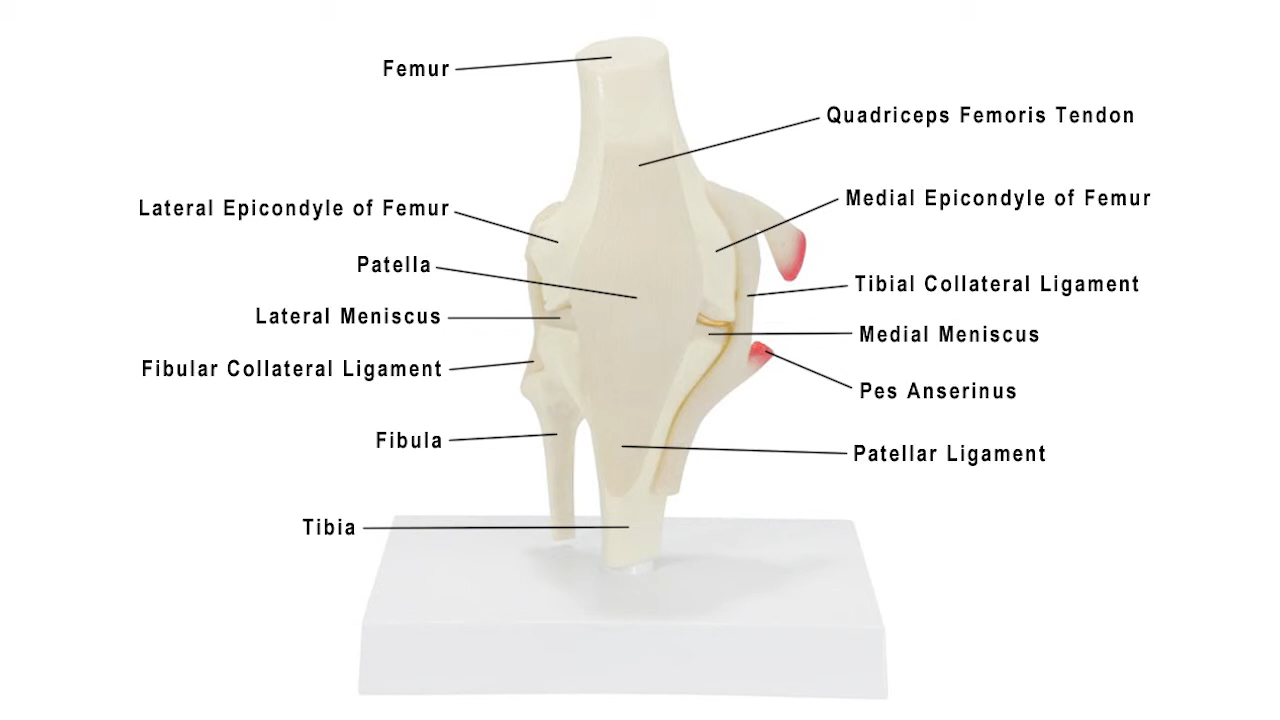 Femur
Quadriceps Femoris Tendon
Medial Epicondyle of Femur
Lateral Epicondyle of Femur
Patella
Tibial Collateral Ligament
Lateral Meniscus
Medial Meniscus
Fibular Collateral Ligament
Pes Anserinus
Fibula
Patellar Ligament
Tibia